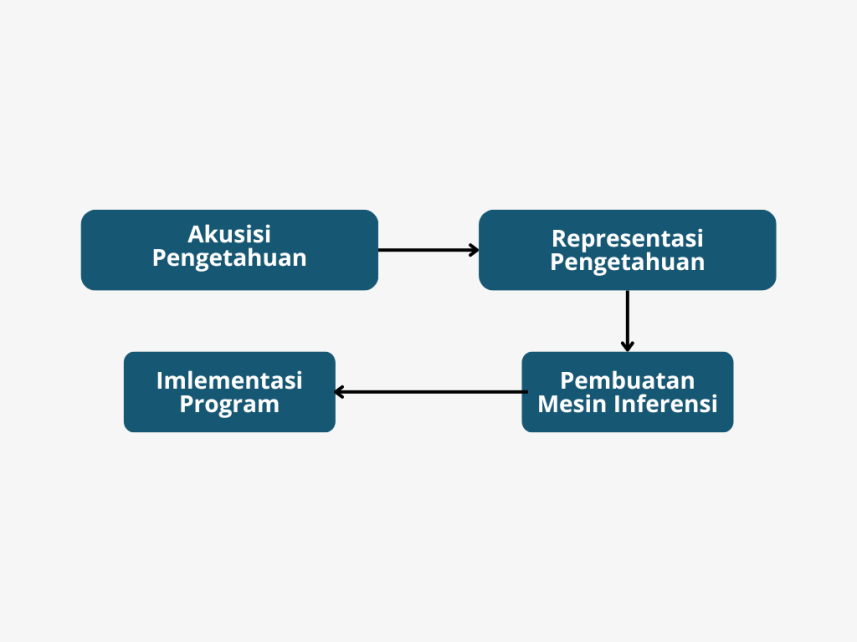 Akusisi
Pengetahuan
Representasi
Pengetahuan
Pembuatan
Mesin Inferensi
Imlementasi
Program